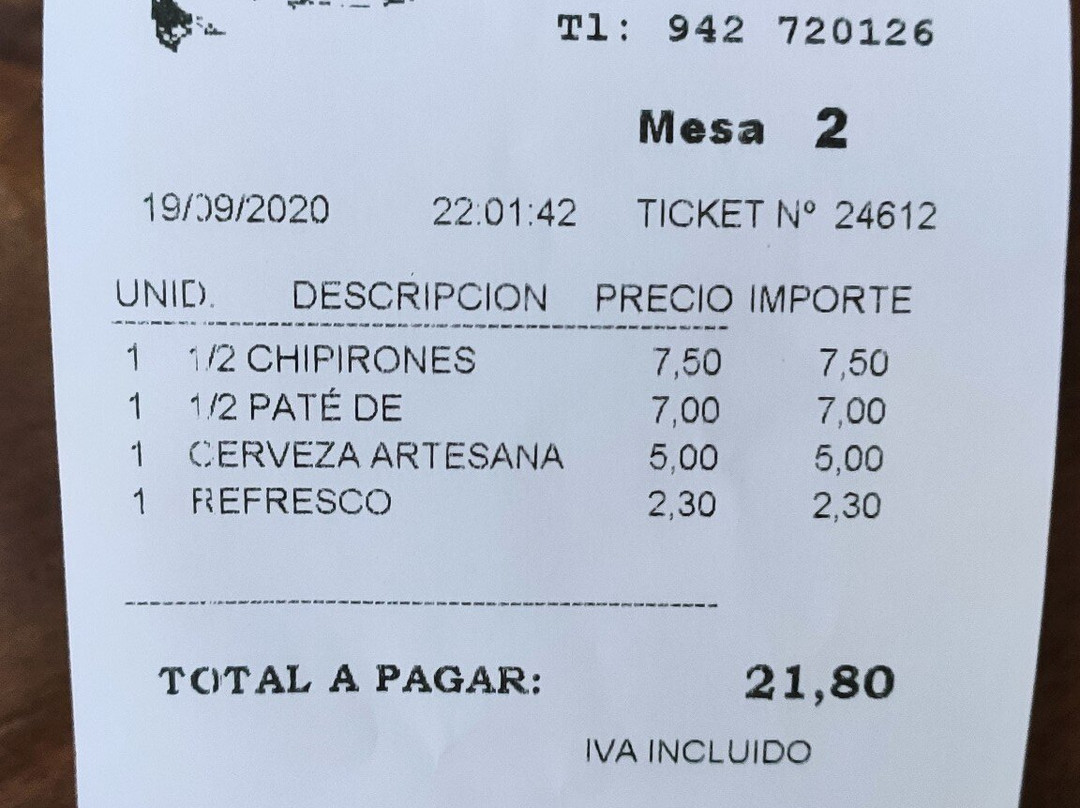 Tl: 942 720126
Mesa 2
19/09/2020 22:01:42 TICKET Nº 24612
UNID. DESCRIPCION PRECIO IMPORTE
1 1/2 CHIPIRONES 7,50 7,50
1 1/2 PATÉ DE 7,00 7,00
1 CERVEZA ARTESANA 5,00 5,00
1 REFRESCO 2,30 2,30
TOTAL A PAGAR: 21,80
IVA INCLUIDO